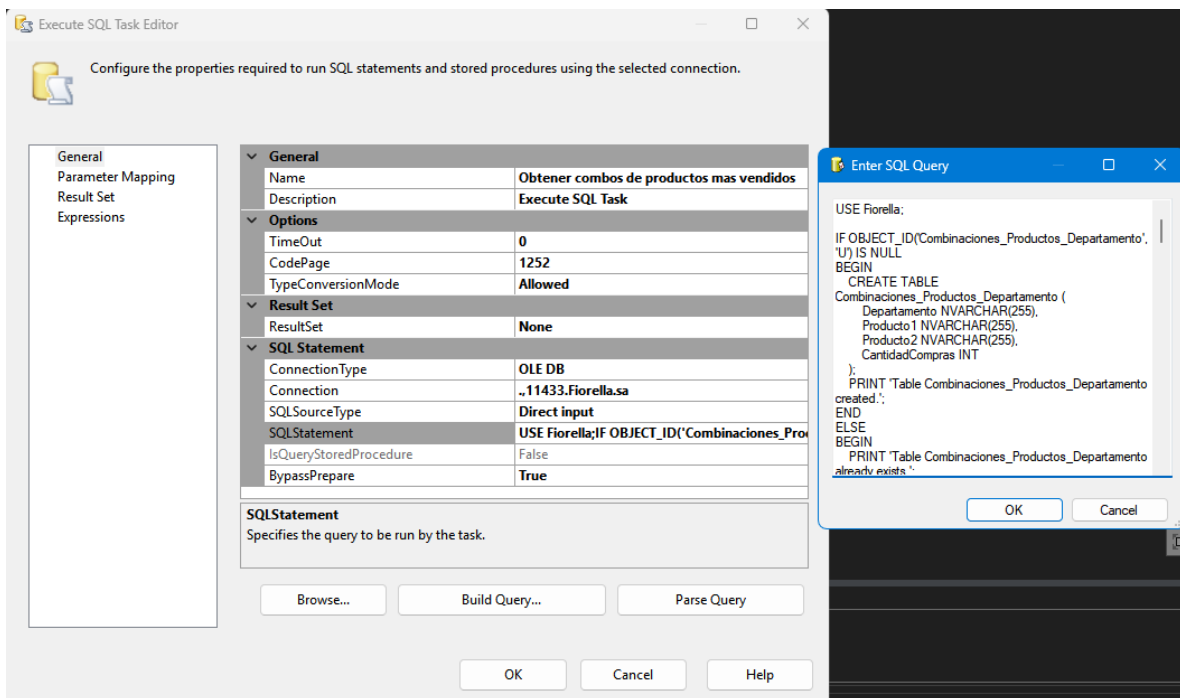 Execute SQL Task Editor
Configure the properties required to run SQL statements and stored procedures using the selected connection.
General
Parameter Mapping
Result Set
Expressions
General
Name Obtener combos de productos mas vendidos
Description Execute SQL Task
Options
TimeOut 0
CodePage 1252
TypeConversionMode Allowed
Result Set
ResultSet None
SQL Statement
ConnectionType OLE DB
Connection .,11433.Fiorella.sa
SQLSourceType Direct input
SQLStatement USE Fiorella;IF OBJECT_ID('Combinaciones_Pro
IsQueryStoredProcedure False
BypassPrepare True
SQLStatement
Specifies the query to be run by the task.
Browse... Build Query... Parse Query
OK Cancel Help
Enter SQL Query
USE Fiorella;
IF OBJECT_ID('Combinaciones_Productos_Departamento',
'U') IS NULL
BEGIN
CREATE TABLE
Combinaciones_Productos_Departamento (
Departamento NVARCHAR(255),
Producto1 NVARCHAR(255),
Producto2 NVARCHAR(255),
CantidadCompras INT
);
PRINT 'Table Combinaciones_Productos_Departamento
created.';
END
ELSE
BEGIN
PRINT 'Table Combinaciones_Productos_Departamento
already exists.';
OK Cancel